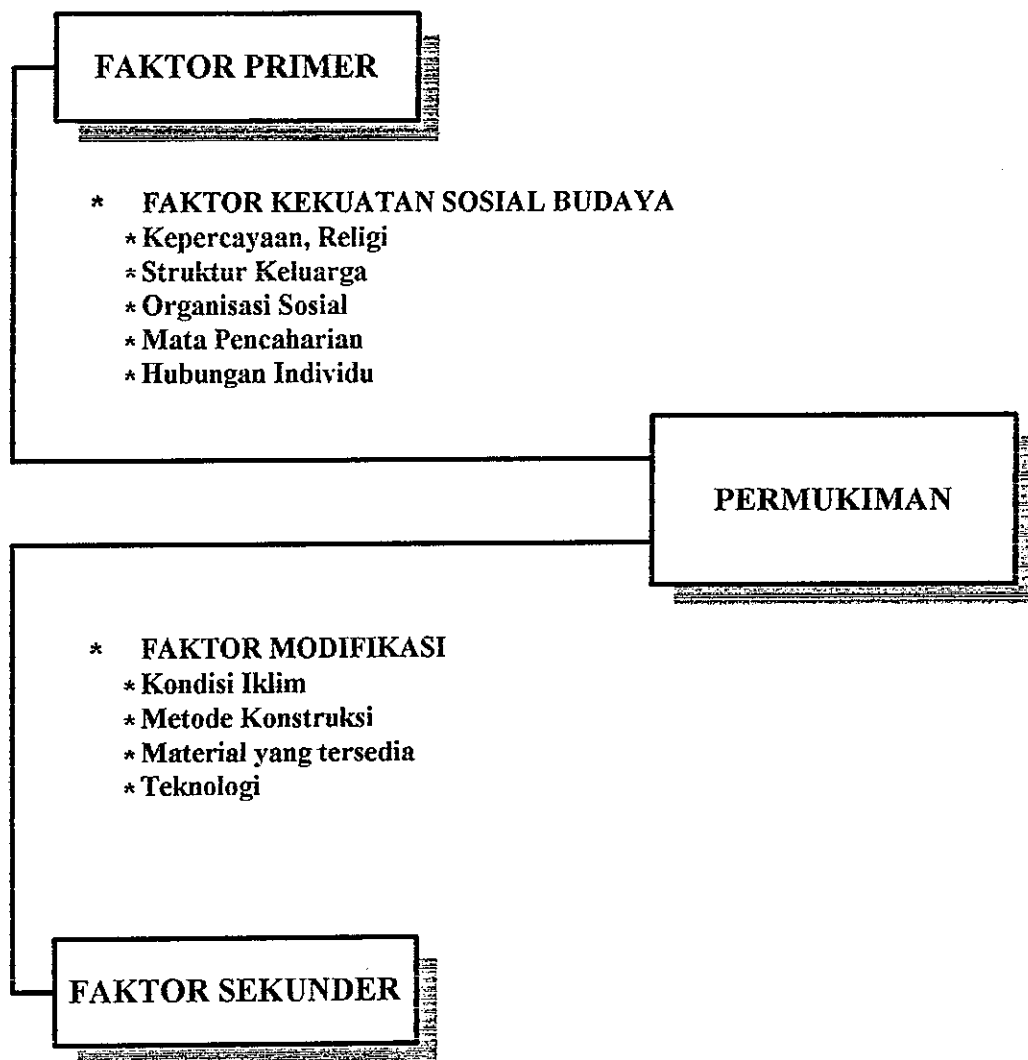 FAKTOR PRIMER
* FAKTOR KEKUATAN SOSIAL BUDAYA
* Kepercayaan, Religi
* Struktur Keluarga
* Organisasi Sosial
* Mata Pencaharian
* Hubungan Individu
PERMUKIMAN
* FAKTOR MODIFIKASI
* Kondisi Iklim
* Metode Konstruksi
* Material yang tersedia
* Teknologi
FAKTOR SEKUNDER